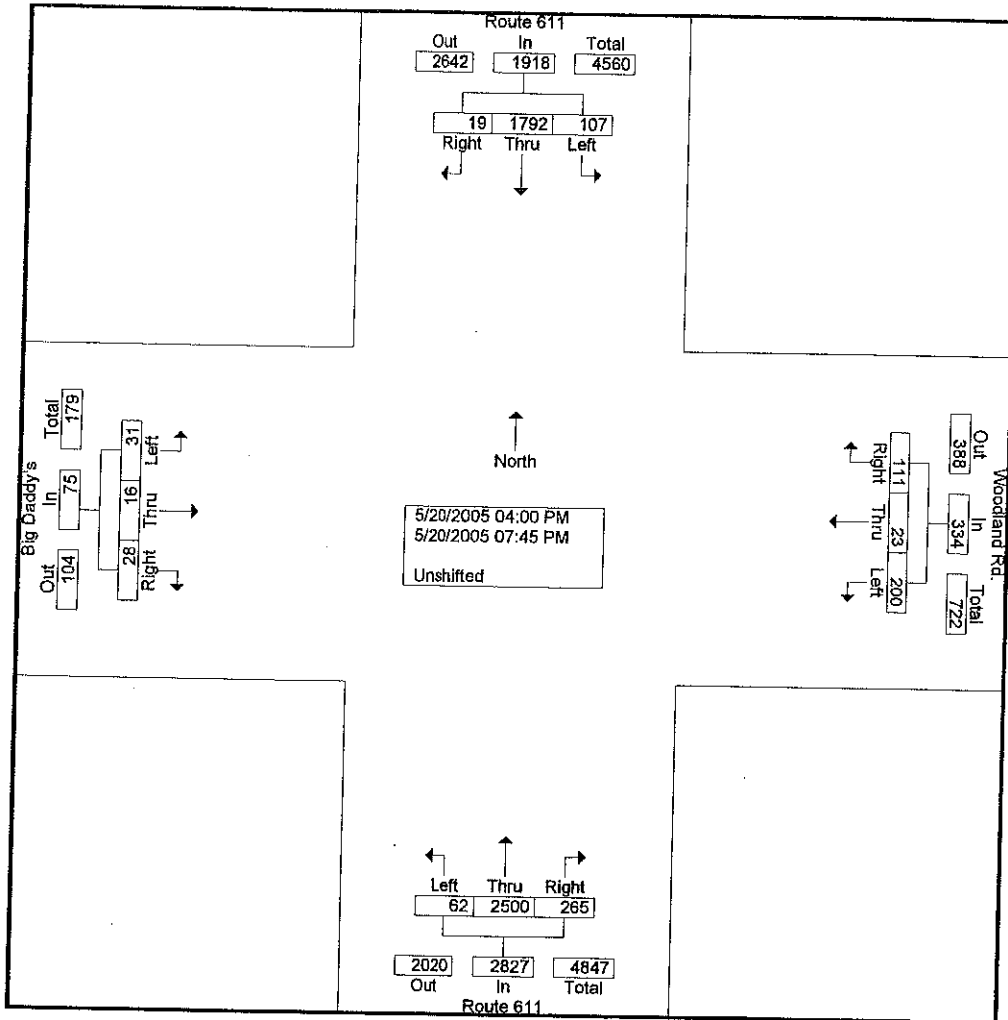 Route 611
Out In Total
2642 1918 4560
19 1792 107
Right Thru Left
Big Daddy's
Out In Total
104 75 179
31 16 28
Left Thru Right
North
5/20/2005 04:00 PM
5/20/2005 07:45 PM
Unshifted
Right Thru Left
111 23 200
Out In Total
388 334 722
Woodland Rd.
Left Thru Right
62 2500 265
2020 2827 4847
Out In Total
Route 611